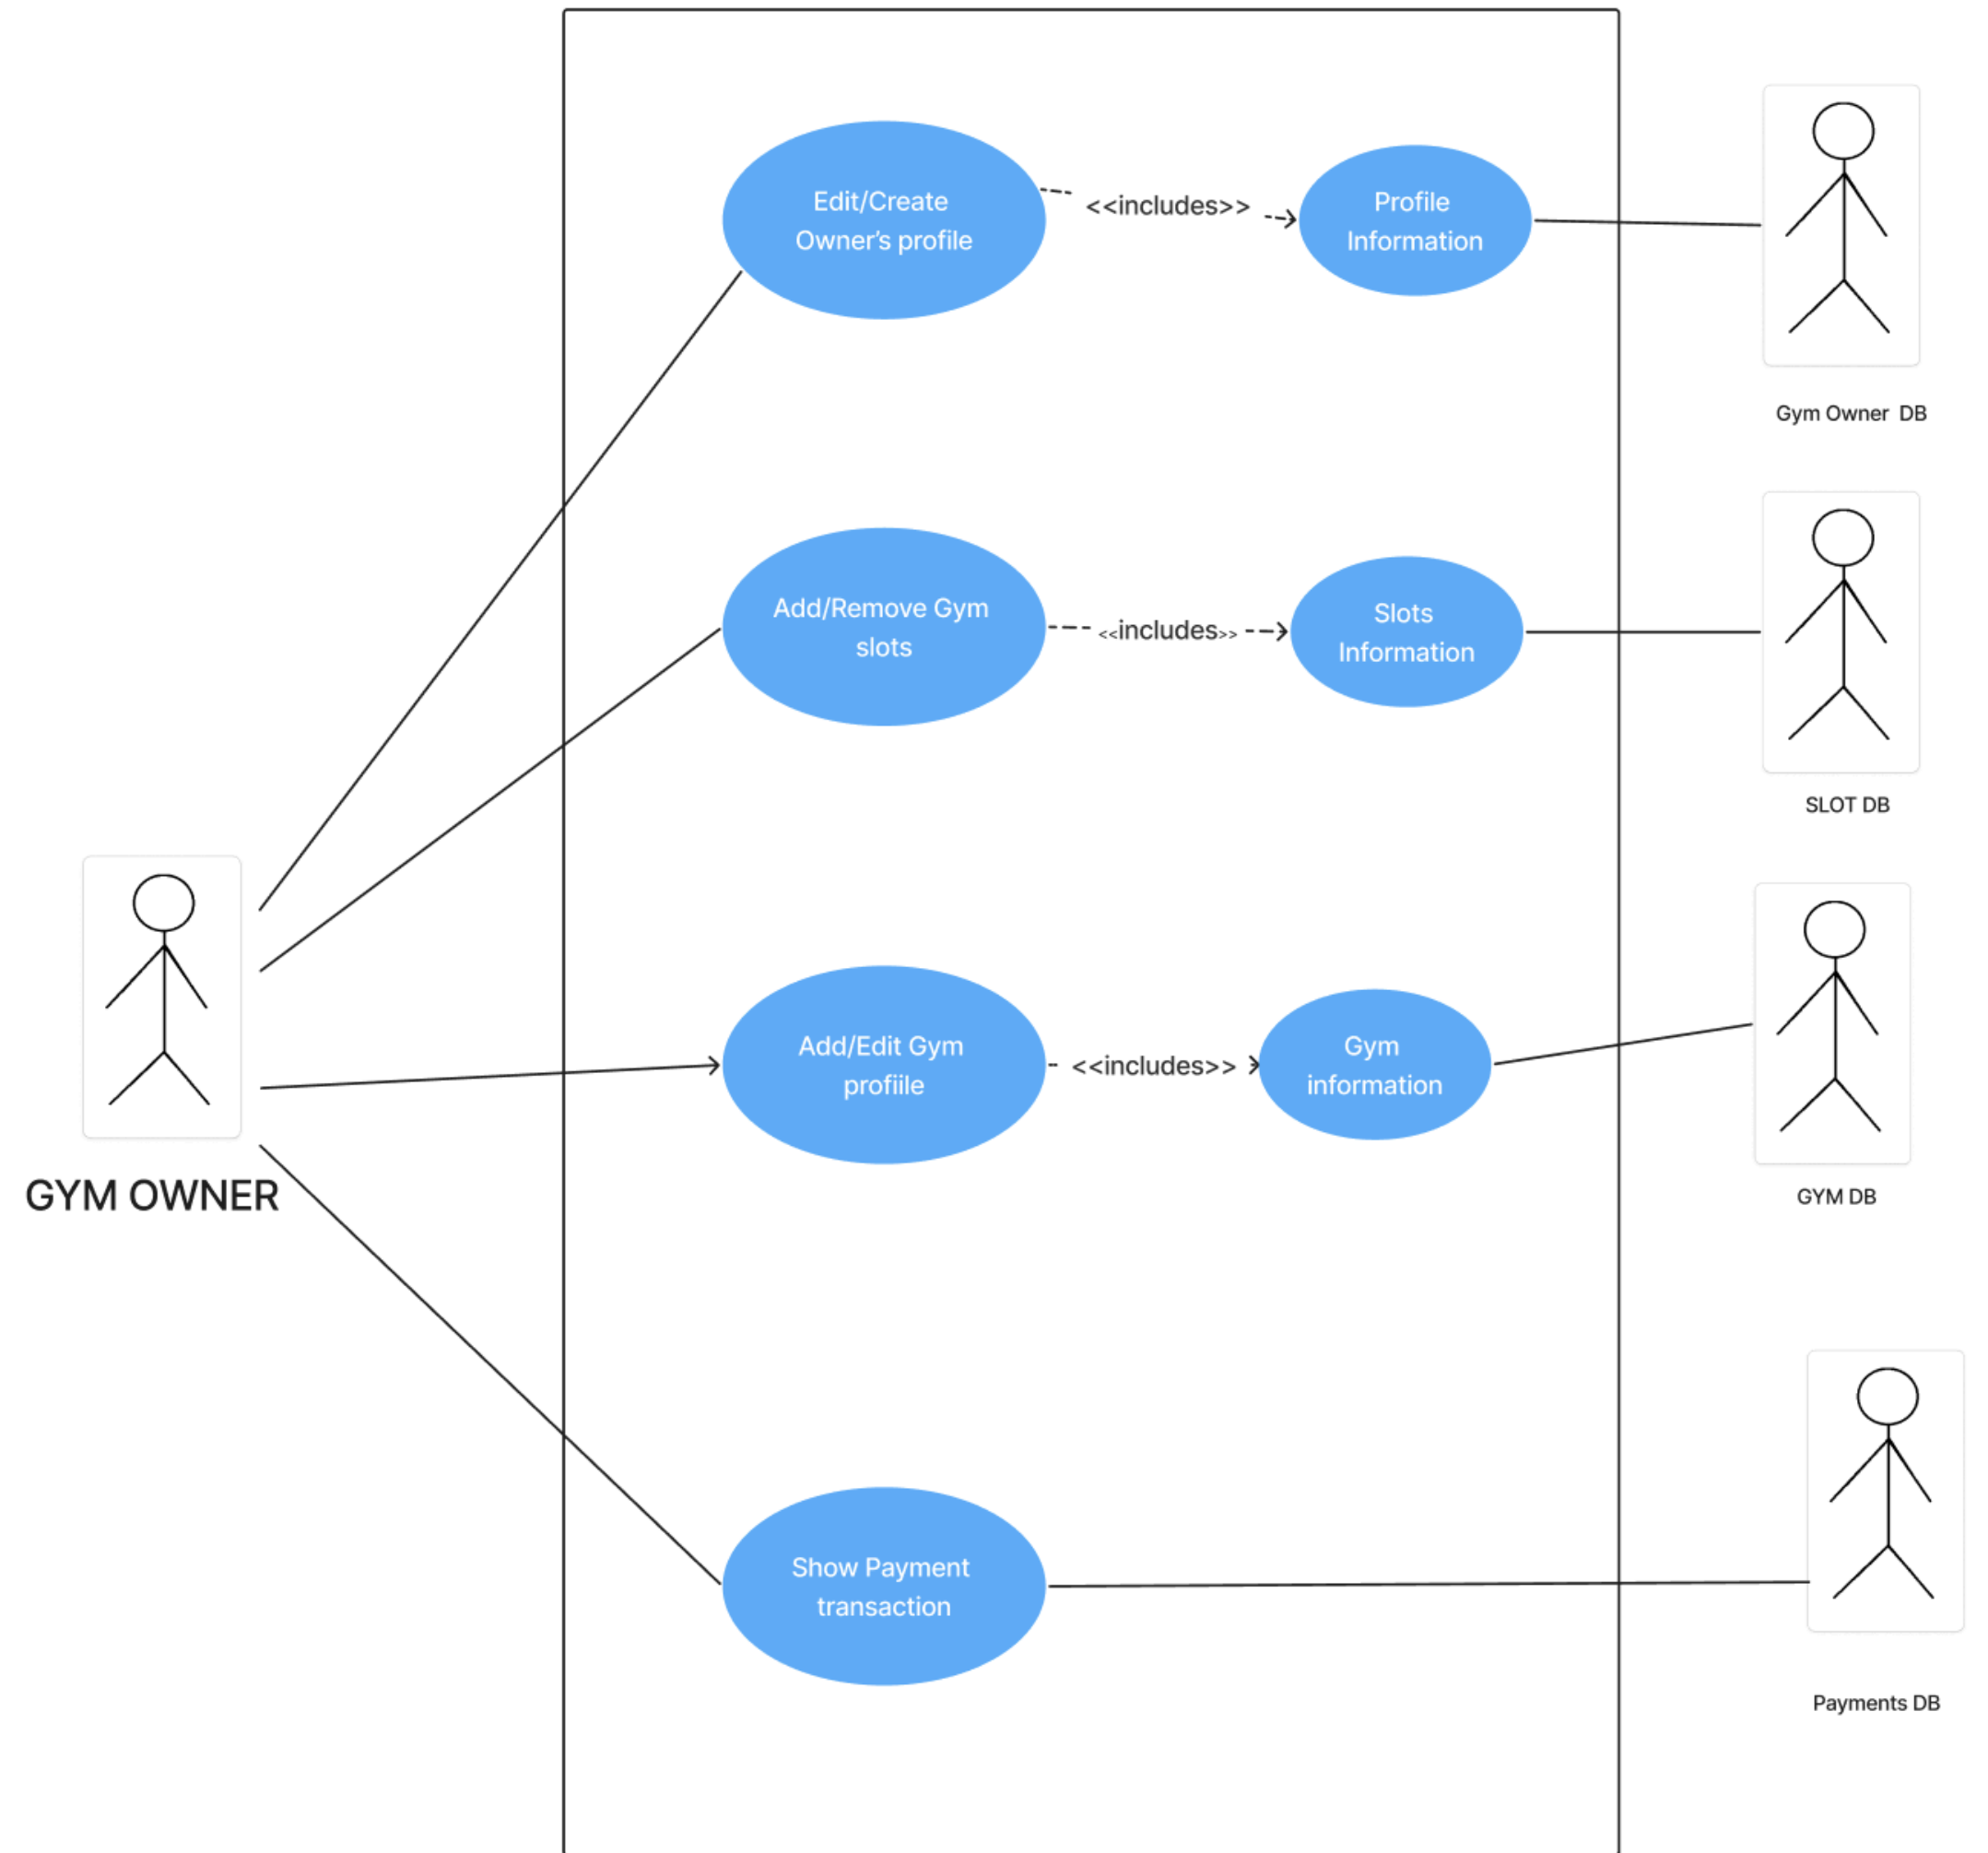 Edit/Create
Owner's profile
<<includes>>
Profile
Information
Gym Owner  DB
Add/Remove Gym
slots
<<includes>>
Slots
Information
SLOT DB
GYM OWNER
Add/Edit Gym
profiile
<<includes>>
Gym
information
GYM DB
Show Payment
transaction
Payments DB